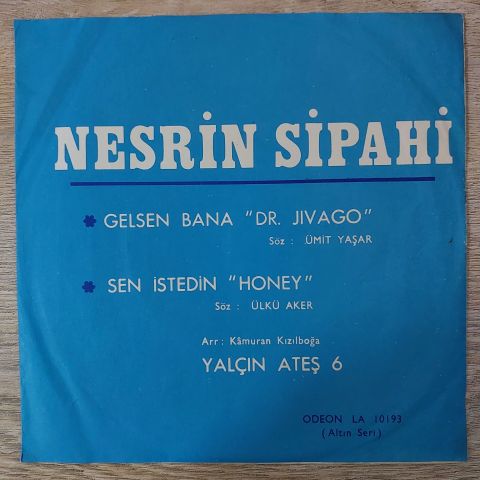 NESRİN SİPAHİ
GELSEN BANA "DR. JIVAGO"
Söz : ÜMİT YAŞAR
SEN İSTEDİN "HONEY"
Söz : ÜLKÜ AKER
Arr : Kâmuran Kızılboğa
YALÇIN ATEŞ 6
ODEON LA 10193
(Altın Seri)